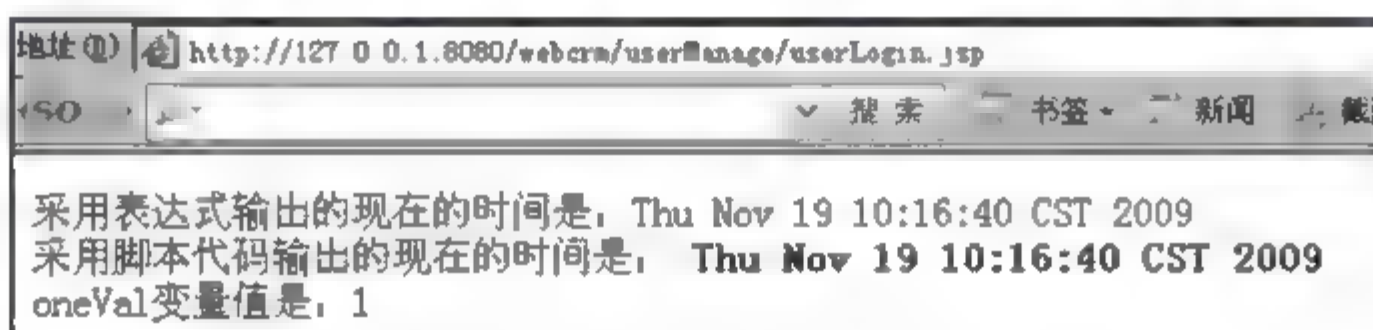 地址(D) http://127.0.0.1:8080/webcrm/userManage/userLogin.jsp
SO 搜索 书签 新闻
采用表达式输出的现在的时间是：Thu Nov 19 10:16:40 CST 2009
采用脚本代码输出的现在的时间是： Thu Nov 19 10:16:40 CST 2009
oneVal变量值是：1